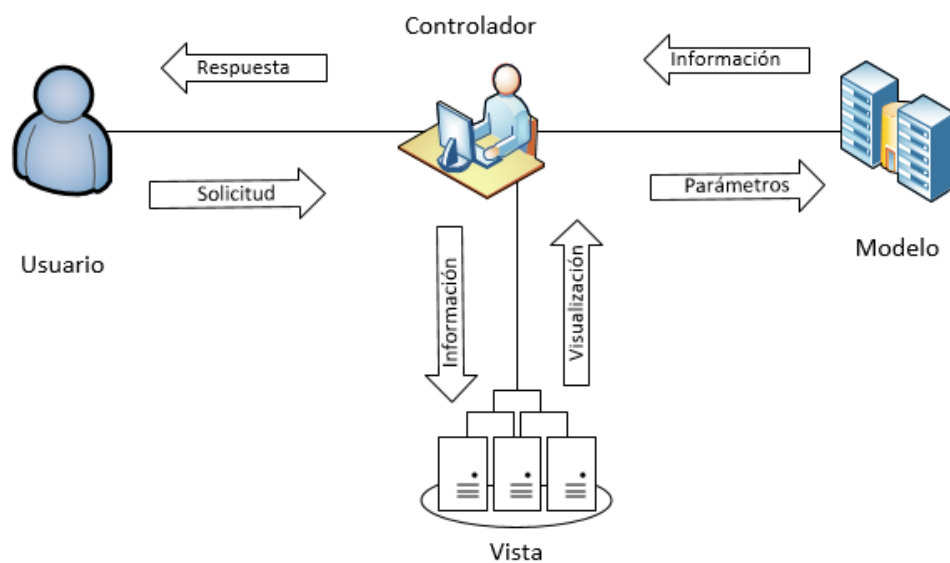 Controlador
Respuesta
Información
Solicitud
Parámetros
Usuario
Modelo
Información
Visualización
Vista